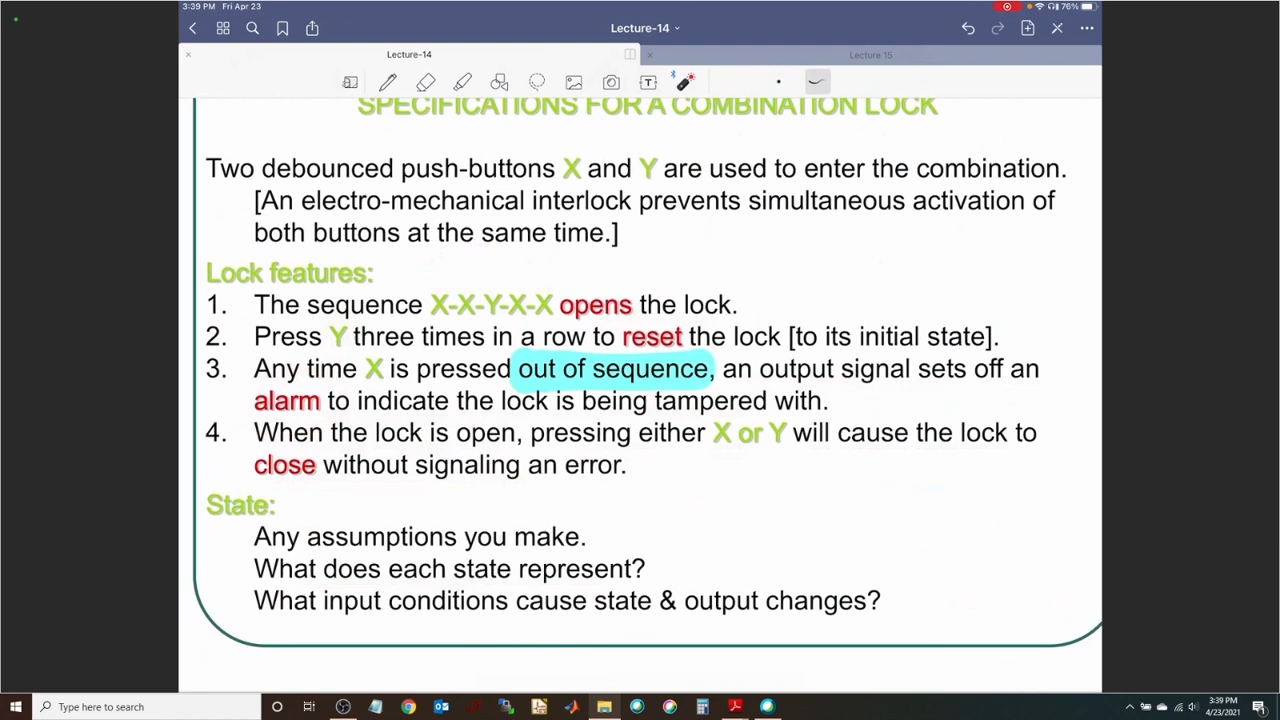 3:39 PM Fri Apr 23
76%
Lecture-14
Lecture-14
Lecture 15
SPECIFICATIONS FOR A COMBINATION LOCK
Two debounced push-buttons X and Y are used to enter the combination.
[An electro-mechanical interlock prevents simultaneous activation of
both buttons at the same time.]
Lock features:
1. The sequence X-X-Y-X-X opens the lock.
2. Press Y three times in a row to reset the lock [to its initial state].
3. Any time X is pressed out of sequence, an output signal sets off an
alarm to indicate the lock is being tampered with.
4. When the lock is open, pressing either X or Y will cause the lock to
close without signaling an error.
State:
Any assumptions you make.
What does each state represent?
What input conditions cause state & output changes?
Type here to search
3:39 PM
4/23/2021